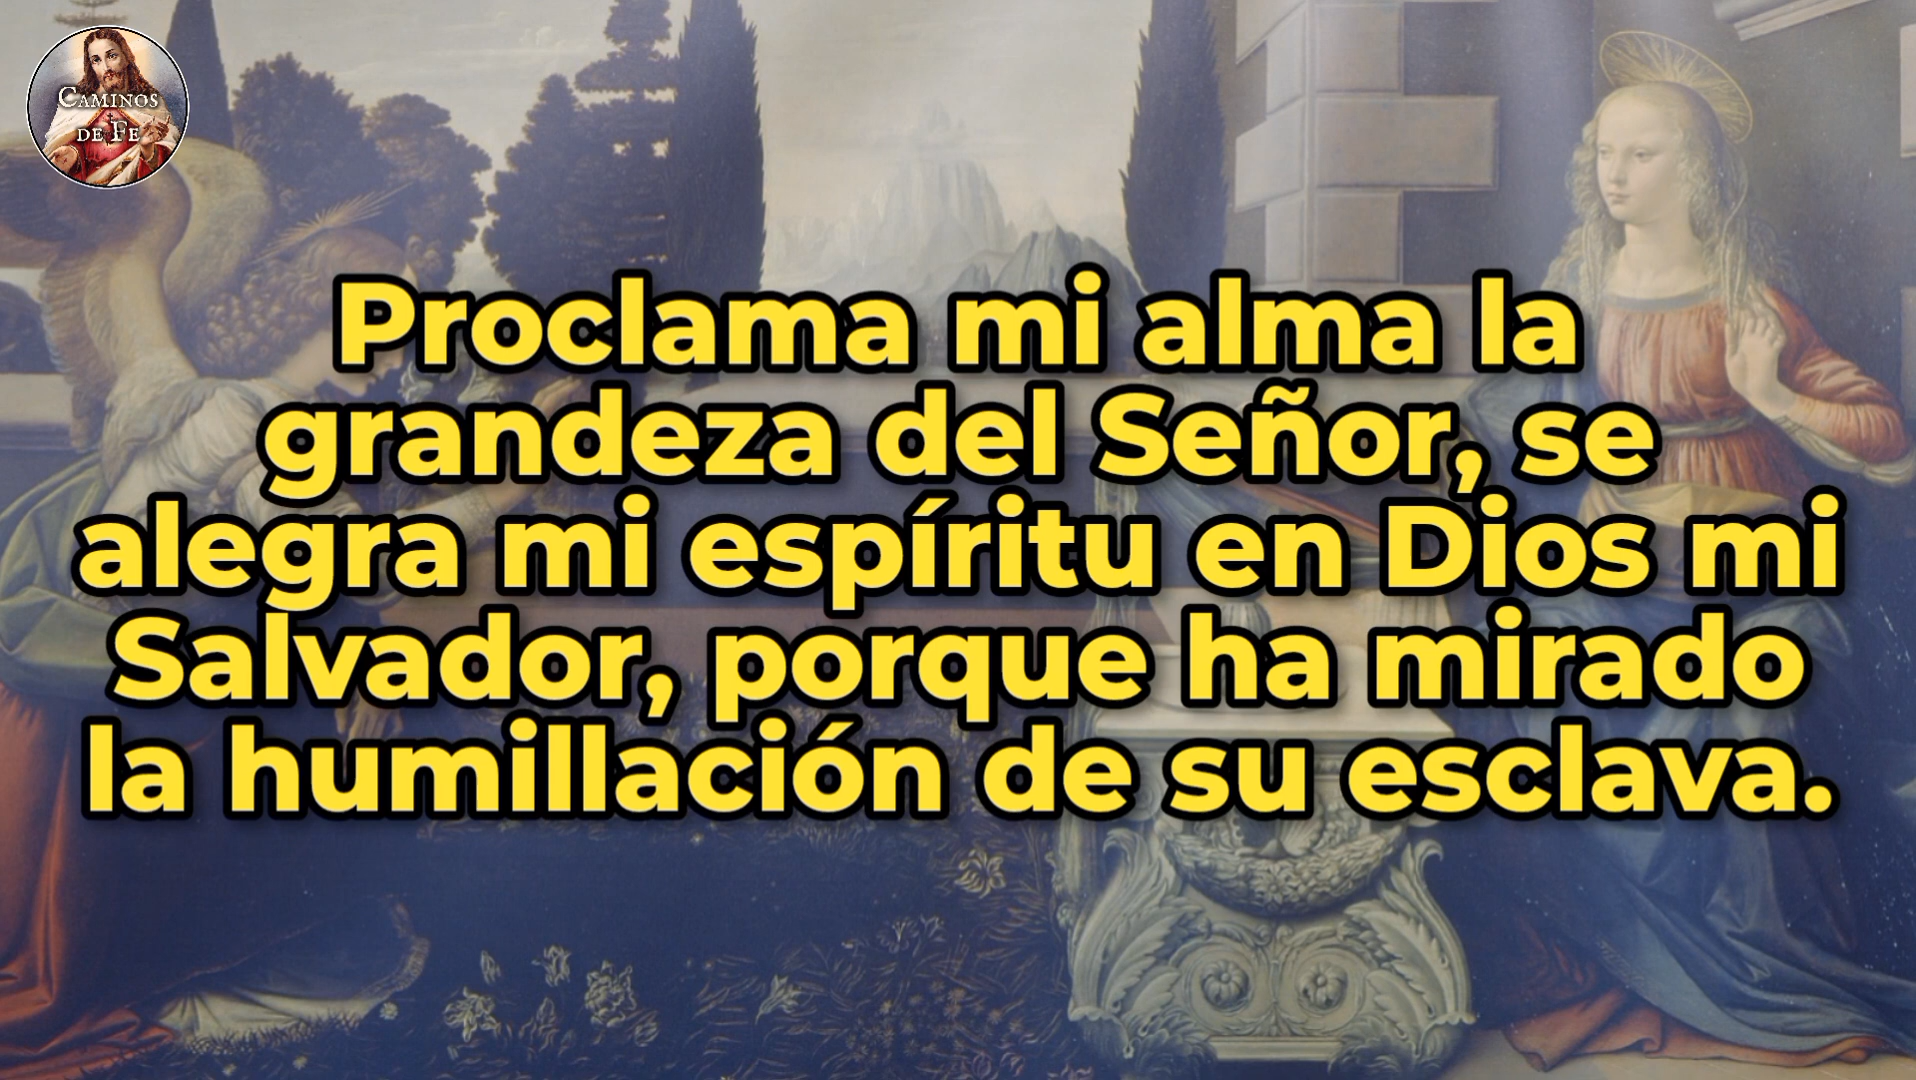 CAMINOS
DE FE
Proclama mi alma la
grandeza del Señor, se
alegra mi espíritu en Dios mi
Salvador, porque ha mirado
la humillación de su esclava.